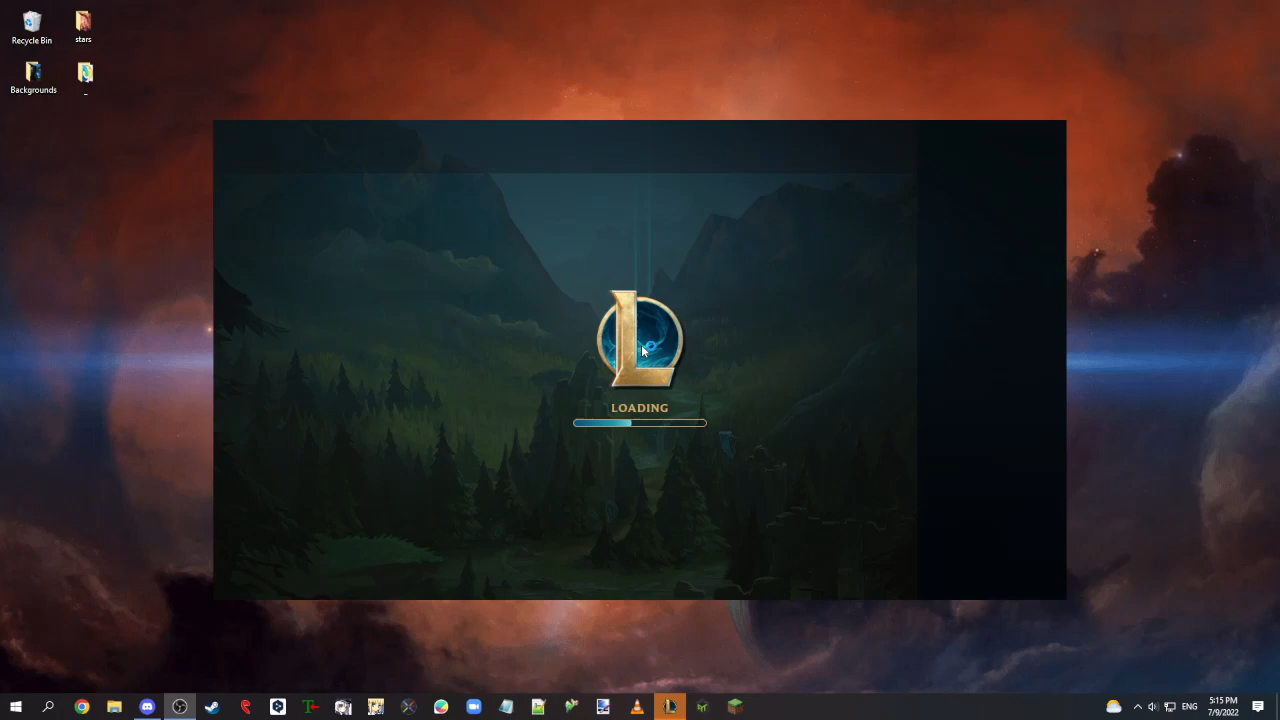 Recycle Bin
stars
Backgrounds
_
LOADING
ENG
5:15 PM
7/9/2022